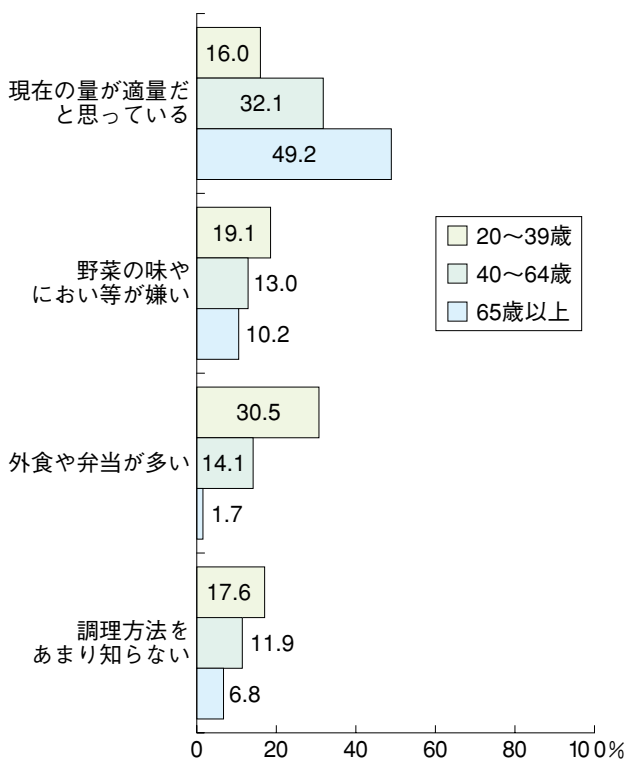 現在の量が適量だ
と思っている
16.0
32.1
49.2
野菜の味や
におい等が嫌い
19.1
13.0
10.2
20～39歳
40～64歳
65歳以上
外食や弁当が多い
30.5
14.1
1.7
調理方法を
あまり知らない
17.6
11.9
6.8
0 20 40 60 80 100%